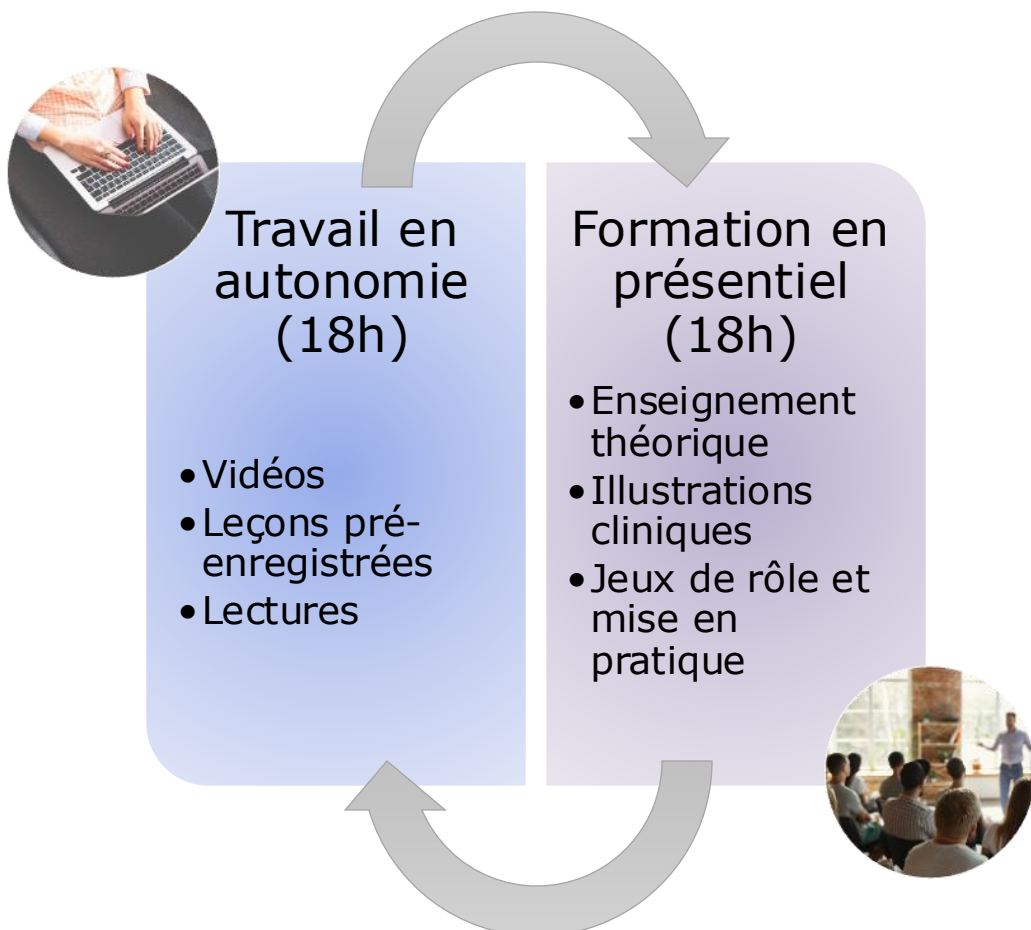 Travail en
autonomie
(18h)
•Vidéos
•Leçons pré-
enregistrées
•Lectures
Formation en
présentiel
(18h)
•Enseignement
théorique
•Illustrations
cliniques
•Jeux de rôle et
mise en
pratique